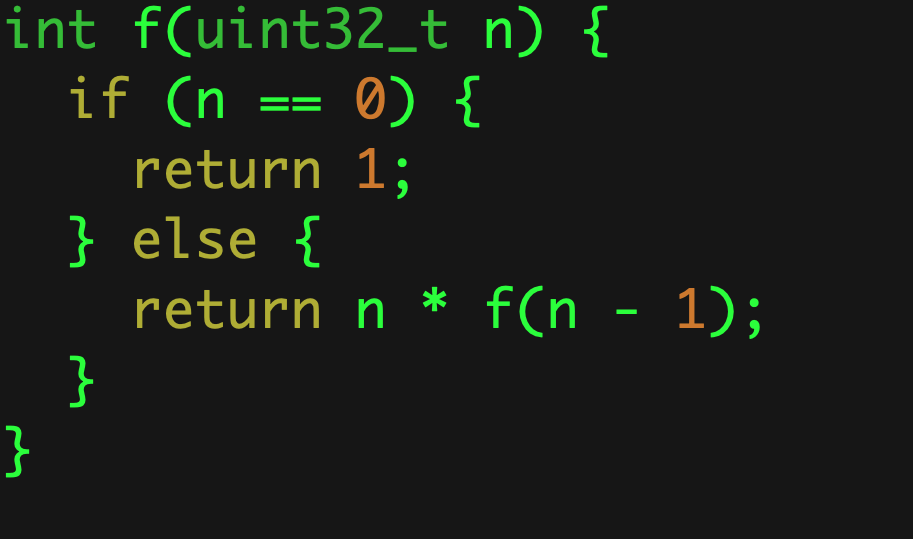 int f(uint32_t n) {
  if (n == 0) {
    return 1;
  } else {
    return n * f(n - 1);
  }
}